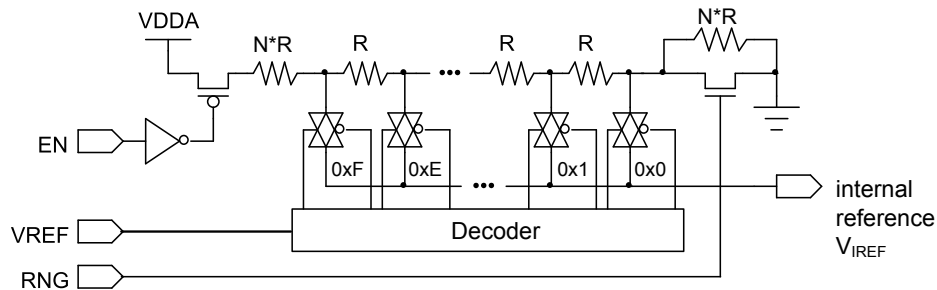 VDDA
N*R
R
R
R
N*R
EN
0xF
0xE
0x1
0x0
•••
•••
internal
reference
VIREF
VREF
Decoder
RNG